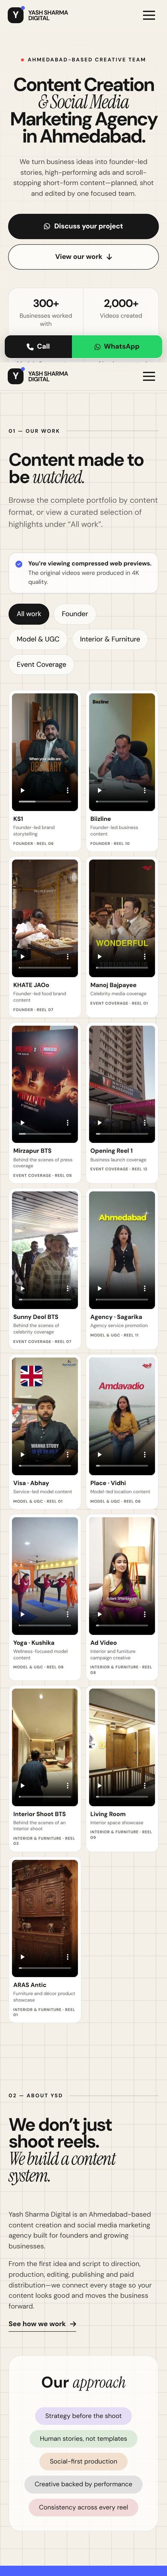 Y
YASH SHARMA
DIGITAL
AHMEDABAD-BASED CREATIVE TEAM
Content Creation
& Social Media
Marketing Agency
in Ahmedabad.
We turn business ideas into founder-led
stories, high-performing ads and scroll-
stopping short-form content—planned, shot
and edited by one focused team.
Discuss your project
View our work ↓
300+
Businesses worked
with
2,000+
Videos created
Call
WhatsApp
Y
YASH SHARMA
DIGITAL
01 — OUR WORK
Content made to
be watched.
Browse the complete portfolio by content
format, or view a curated selection of
highlights under “All work”.
You’re viewing compressed web previews.
The original videos were produced in 4K
quality.
All work
Founder
Model & UGC
Interior & Furniture
Event Coverage
KS1
Founder-led brand
storytelling
FOUNDER · REEL 09
Bizline
Bizline
Founder-led business
content
FOUNDER · REEL 10
KHATE JAOo
Founder-led food brand
content
FOUNDER · REEL 07
WONDERFUL
Manoj Bajpayee
Celebrity media coverage
EVENT COVERAGE · REEL 01
Mirzapur BTS
Behind the scenes of press
coverage
EVENT COVERAGE · REEL 05
Opening Reel 1
Business launch coverage
EVENT COVERAGE · REEL 13
Sunny Deol BTS
Behind the scenes of
celebrity coverage
EVENT COVERAGE · REEL 07
Ahmedabad
Agency · Sagarika
Agency service promotion
MODEL & UGC · REEL 11
WANNA STUDY
Visa · Abhay
Service-led model content
MODEL & UGC · REEL 01
Amdavadio
Place · Vidhi
Model-led location content
MODEL & UGC · REEL 06
Yoga · Kushika
Wellness-focused model
content
MODEL & UGC · REEL 09
Ad Video
Interior and furniture
campaign creative
INTERIOR & FURNITURE · REEL
08
Interior Shoot BTS
Behind the scenes of an
interior shoot
INTERIOR & FURNITURE · REEL
03
Living Room
Interior space showcase
INTERIOR & FURNITURE · REEL
09
ARAS Antic
Furniture and décor product
showcase
INTERIOR & FURNITURE · REEL
01
02 — ABOUT YSD
We don’t just
shoot reels.
We build a content
system.
Yash Sharma Digital is an Ahmedabad-based
content creation and social media marketing
agency built for founders and growing
businesses.
From the first idea and script to direction,
production, editing, publishing and paid
distribution—we connect every stage so your
content looks good and moves the business
forward.
See how we work →
Our approach
Strategy before the shoot
Human stories, not templates
Social-first production
Creative backed by performance
Consistency across every reel